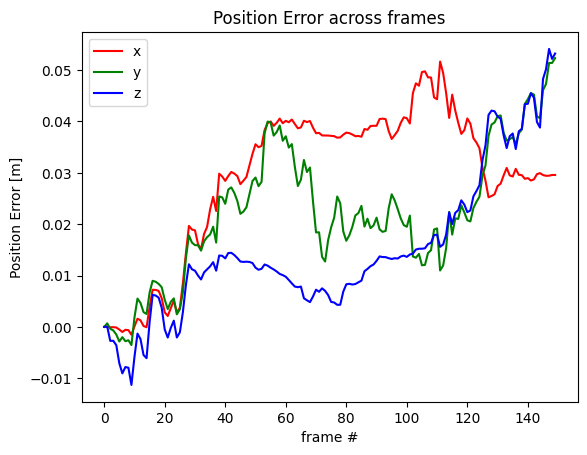 Position Error across frames
x
y
z
Position Error [m]
0.05
0.04
0.03
0.02
0.01
0.00
−0.01
0 20 40 60 80 100 120 140
frame #